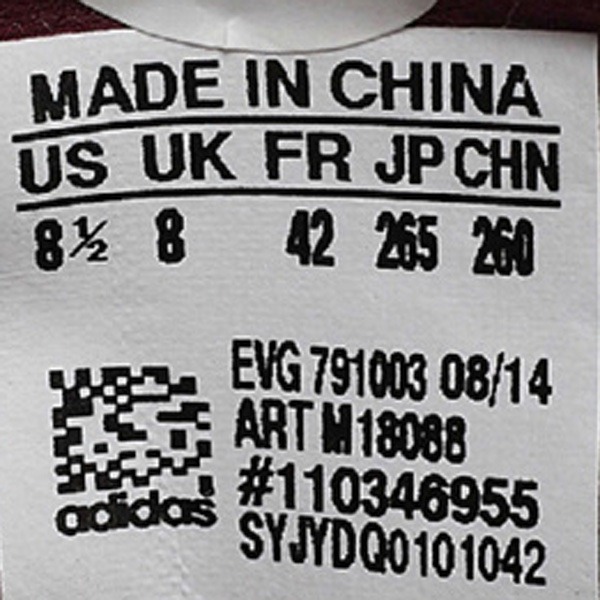 MADE IN CHINA
US UK FR JP CHN
8½ 8 42 265 260
EVG 791003 08/14
ART M18088
#110346955
SYJYDQ0101042
adidas